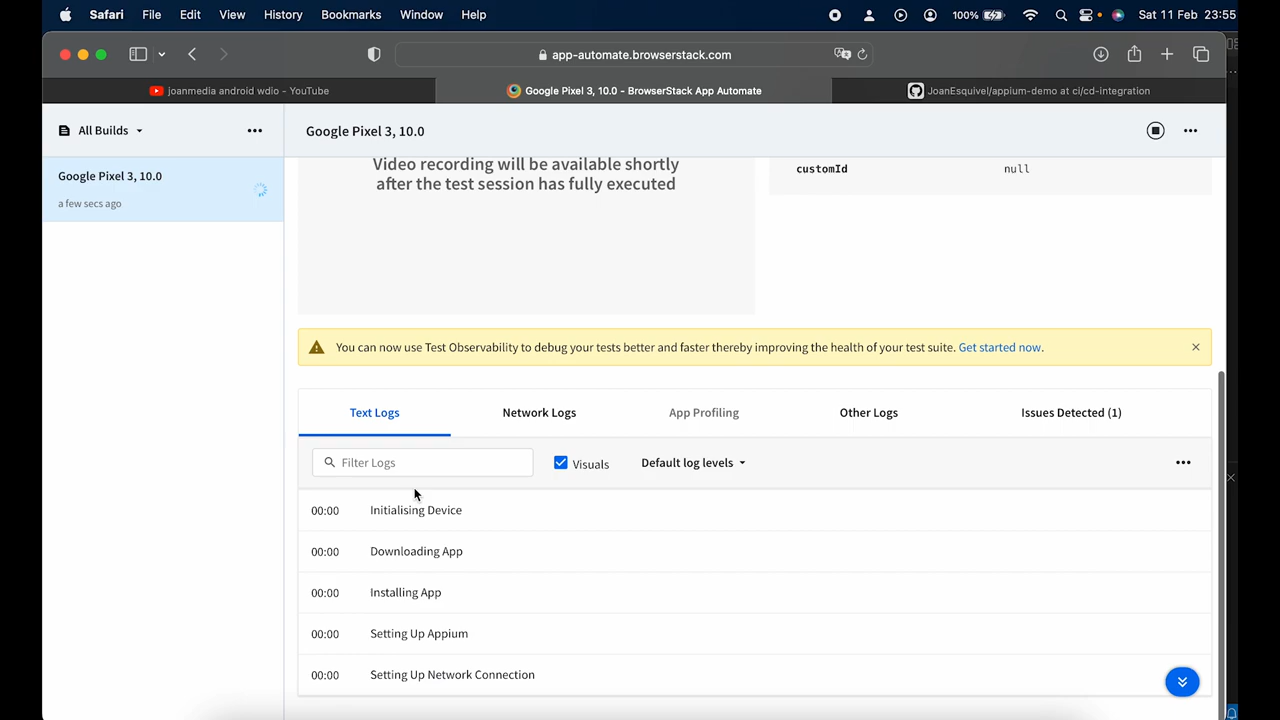 Safari File Edit View History Bookmarks Window Help 100% Sat 11 Feb 23:55
app-automate.browserstack.com
joanmedia android wdio - YouTube Google Pixel 3, 10.0 - BrowserStack App Automate JoanEsquivel/appium-demo at ci/cd-integration
All Builds
Google Pixel 3, 10.0
Google Pixel 3, 10.0
a few secs ago
Video recording will be available shortly
after the test session has fully executed
customId null
You can now use Test Observability to debug your tests better and faster thereby improving the health of your test suite. Get started now.
Text Logs Network Logs App Profiling Other Logs Issues Detected (1)
Filter Logs Visuals Default log levels
00:00 Initialising Device
00:00 Downloading App
00:00 Installing App
00:00 Setting Up Appium
00:00 Setting Up Network Connection